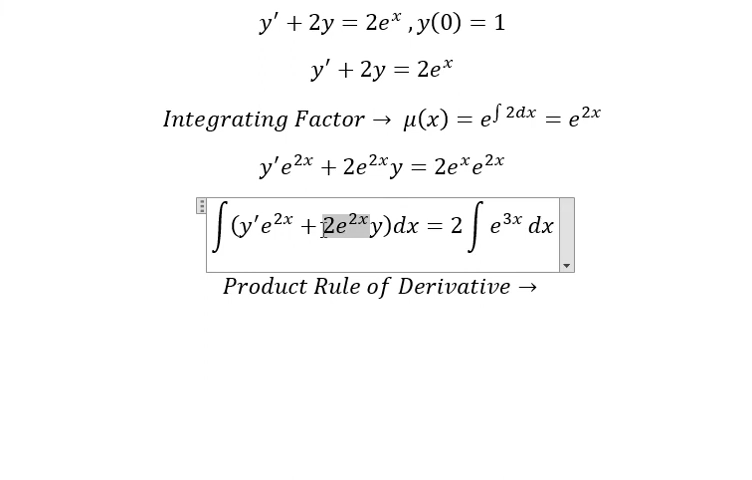 y′ + 2y = 2eˣ , y(0) = 1
y′ + 2y = 2eˣ
Integrating Factor → μ(x) = e^{∫ 2dx} = e^{2x}
y′e^{2x} + 2e^{2x}y = 2eˣe^{2x}
∫(y′e^{2x} + 2e^{2x}y)dx = 2∫ e^{3x} dx
Product Rule of Derivative →